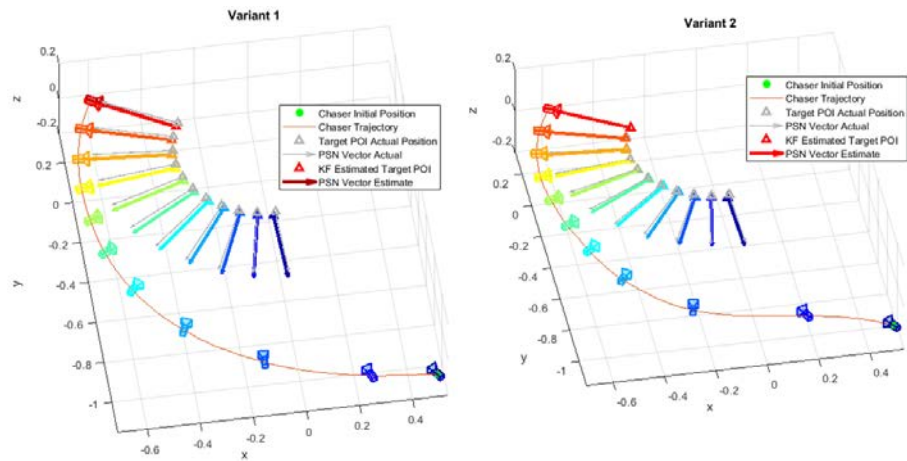 Variant 1
0.2
0
-0.2
z
0.2
0
-0.2
-0.4
-0.6
-0.8
-1
y
-0.6
-0.4
-0.2
0
0.2
0.4
x
Chaser Initial Position
Chaser Trajectory
Target POI Actual Position
PSN Vector Actual
KF Estimated Target POI
PSN Vector Estimate
Variant 2
0.2
0
-0.2
z
0.2
0
-0.2
-0.4
-0.6
-0.8
-1
y
-0.6
-0.4
-0.2
0
0.2
0.4
x
Chaser Initial Position
Chaser Trajectory
Target POI Actual Position
PSN Vector Actual
KF Estimated Target POI
PSN Vector Estimate